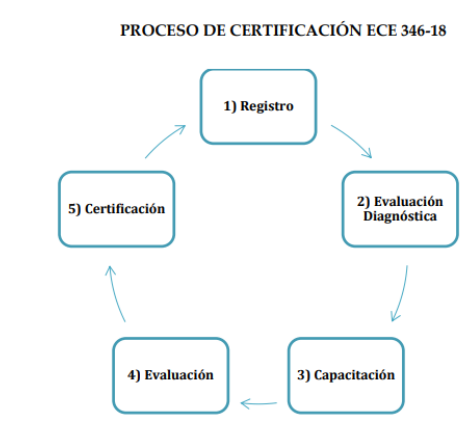 PROCESO DE CERTIFICACIÓN ECE 346-18
1) Registro
2) Evaluación
Diagnóstica
3) Capacitación
4) Evaluación
5) Certificación